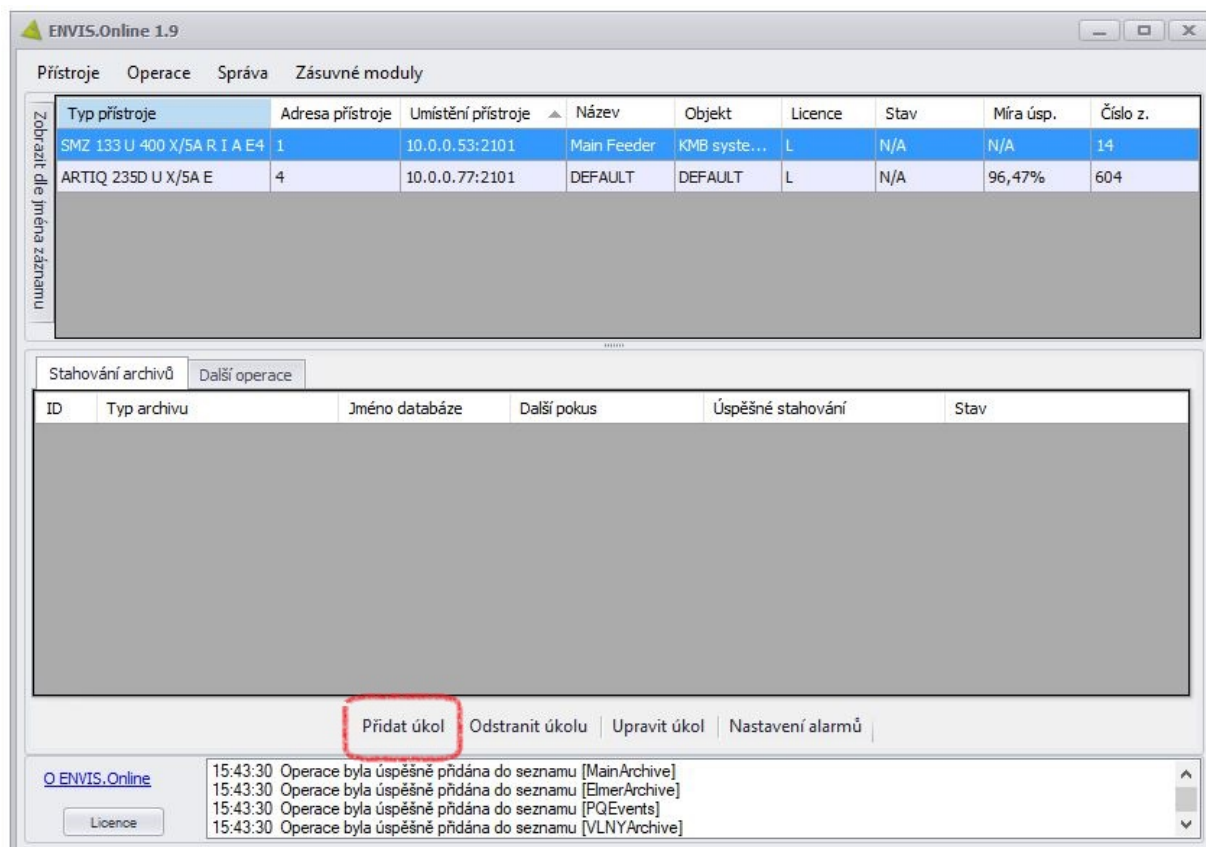 ENVIS.Online 1.9
Přístroje Operace Správa Zásuvné moduly
Zobrazit dle jména záznamu
Typ přístroje Adresa přístroje Umístění přístroje Název Objekt Licence Stav Míra úsp. Číslo z.
SMZ 133 U 400 X/5A R I A E4 1 10.0.0.53:2101 Main Feeder KMB syste... L N/A N/A 14
ARTIQ 235D U X/5A E 4 10.0.0.77:2101 DEFAULT DEFAULT L N/A 96,47% 604
Stahování archivů Další operace
ID Typ archivu Jméno databáze Další pokus Úspěšné stahování Stav
Přidat úkol Odstranit úkolu Upravit úkol Nastavení alarmů
O ENVIS.Online
Licence
15:43:30 Operace byla úspěšně přidána do seznamu [MainArchive]
15:43:30 Operace byla úspěšně přidána do seznamu [ElmerArchive]
15:43:30 Operace byla úspěšně přidána do seznamu [PQEvents]
15:43:30 Operace byla úspěšně přidána do seznamu [VLNYArchive]